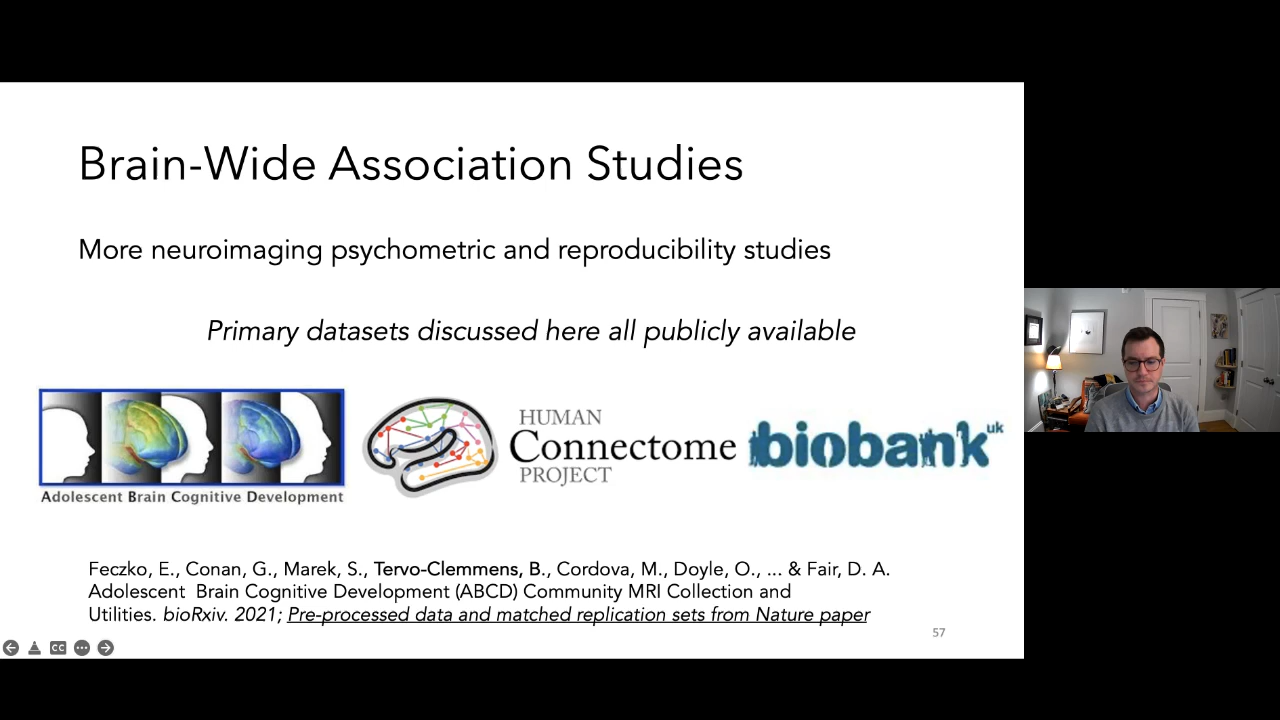 Brain-Wide Association Studies
More neuroimaging psychometric and reproducibility studies
Primary datasets discussed here all publicly available
Adolescent Brain Cognitive Development
HUMAN
Connectome
PROJECT
biobank uk
Feczko, E., Conan, G., Marek, S., Tervo-Clemmens, B., Cordova, M., Doyle, O., ... & Fair, D. A.
Adolescent Brain Cognitive Development (ABCD) Community MRI Collection and
Utilities. bioRxiv. 2021; Pre-processed data and matched replication sets from Nature paper
57
CC